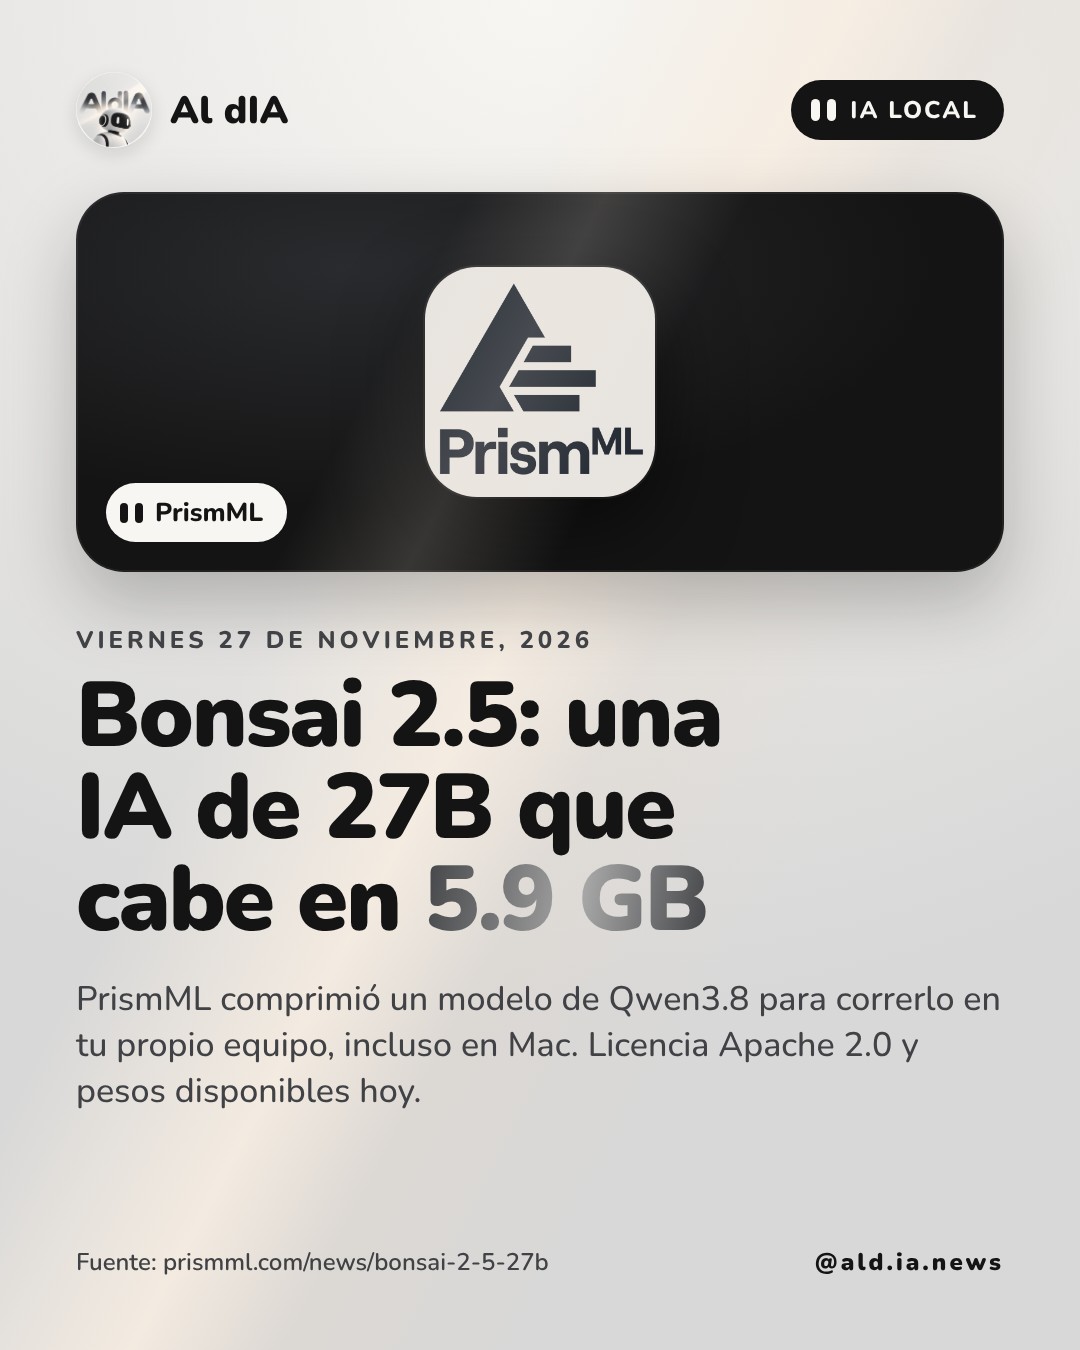 AldIA
Al dIA
IA LOCAL
PrismML
PrismML
VIERNES 27 DE NOVIEMBRE, 2026
Bonsai 2.5: una
IA de 27B que
cabe en 5.9 GB
PrismML comprimió un modelo de Qwen3.8 para correrlo en
tu propio equipo, incluso en Mac. Licencia Apache 2.0 y
pesos disponibles hoy.
Fuente: prismml.com/news/bonsai-2-5-27b
@ald.ia.news